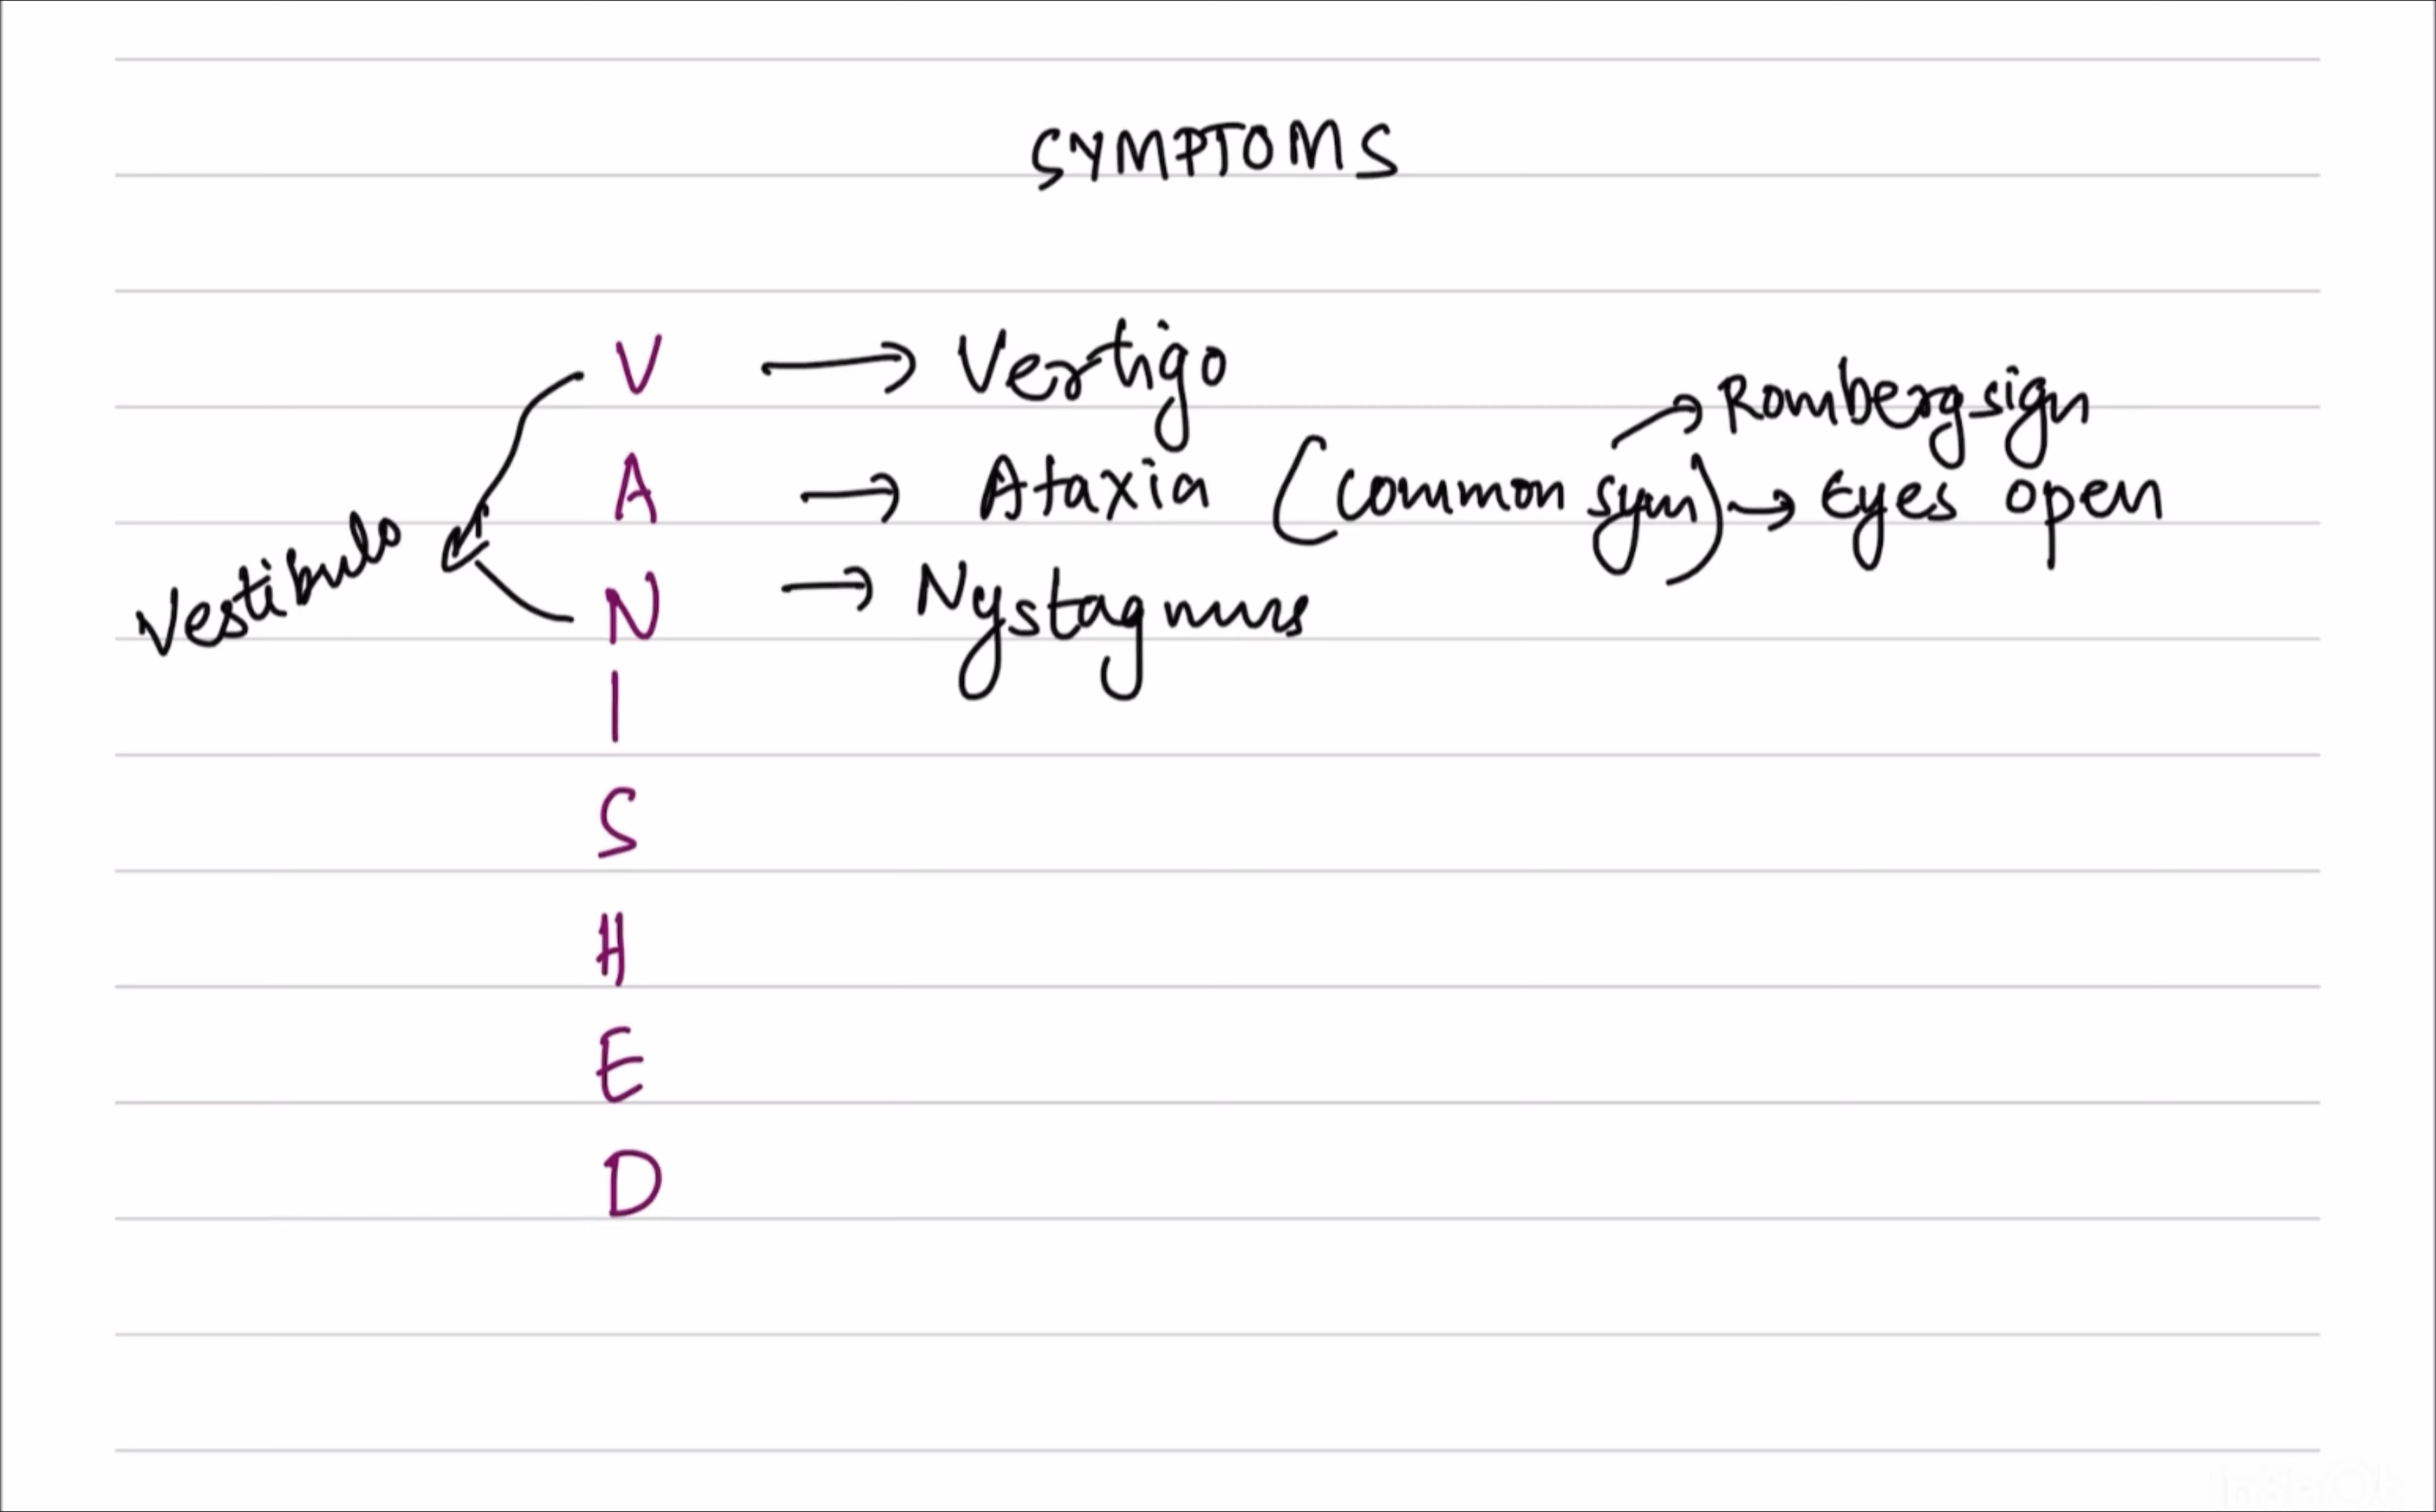 SYMPTOMS
V → Vertigo
→ Romberg sign
A → Ataxia (Common sym) → Eyes open
Vestibulo
N → Nystagmus
I
S
H
E
D